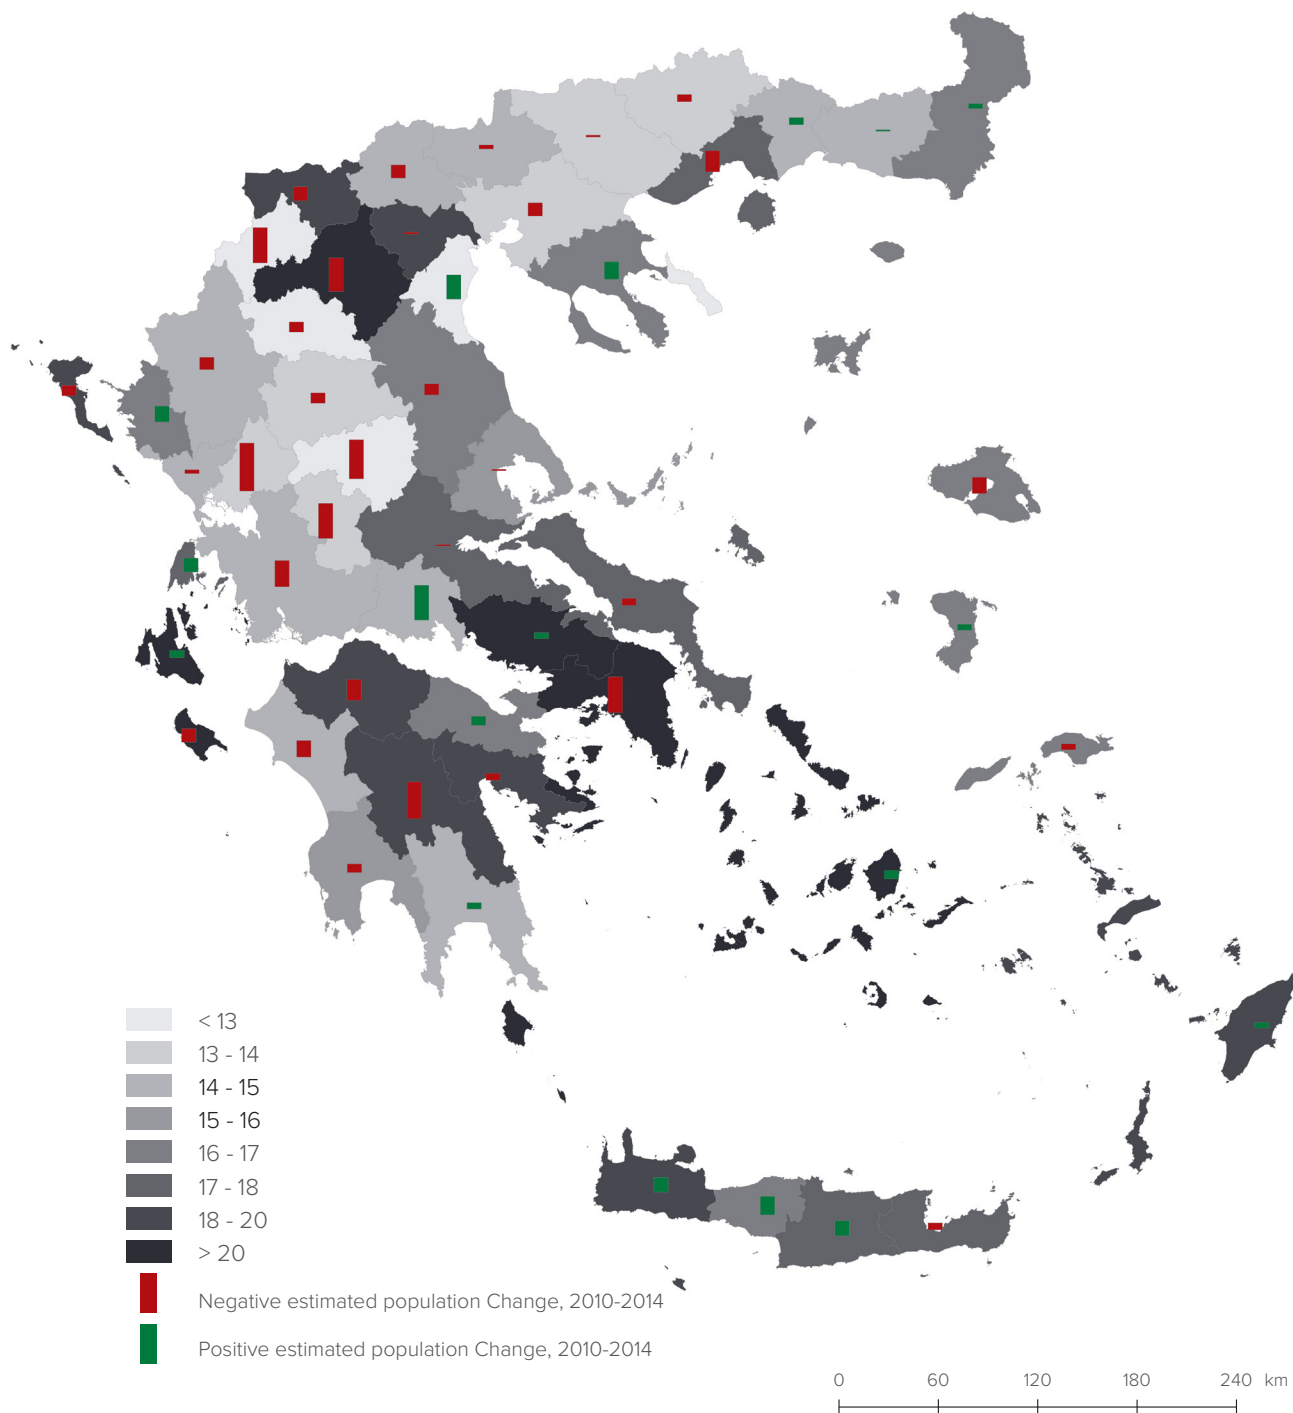 < 13
13 - 14
14 - 15
15 - 16
16 - 17
17 - 18
18 - 20
> 20
Negative estimated population Change, 2010-2014
Positive estimated population Change, 2010-2014
0 60 120 180 240 km